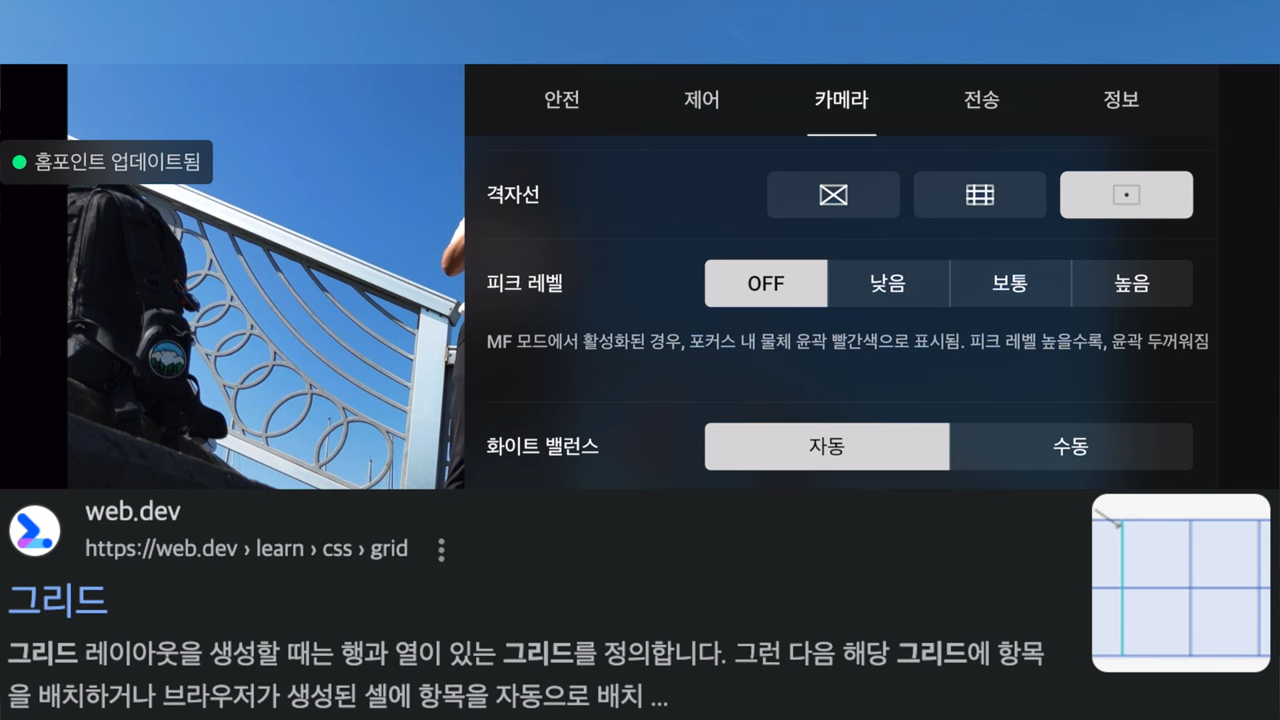 안전 제어 카메라 전송 정보
홈포인트 업데이트됨
격자선
피크 레벨 OFF 낮음 보통 높음
MF 모드에서 활성화된 경우, 포커스 내 물체 윤곽 빨간색으로 표시됨. 피크 레벨 높을수록, 윤곽 두꺼워짐
화이트 밸런스 자동 수동
web.dev
https://web.dev › learn › css › grid
그리드
그리드 레이아웃을 생성할 때는 행과 열이 있는 그리드를 정의합니다. 그런 다음 해당 그리드에 항목
을 배치하거나 브라우저가 생성된 셀에 항목을 자동으로 배치 ...